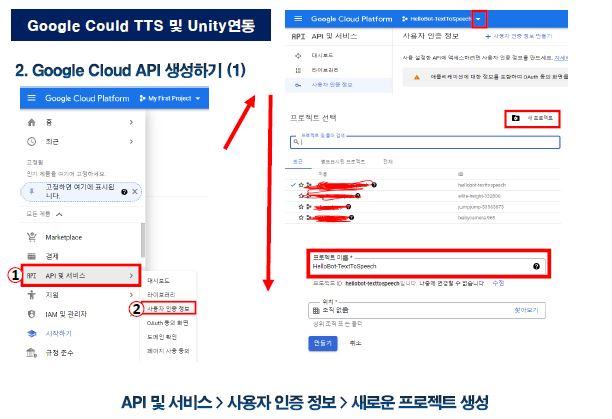 Google Could TTS 및 Unity연동
2. Google Cloud API 생성하기 (1)
Google Cloud Platform
My First Project
홈
최근
고정됨
인기 제품을 여기에 고정하세요.
고정하면 여기에 표시됩
니다.
모든 제품
Marketplace
결제
1
API
API 및 서비스
지원
IAM 및 관리자
시작하기
규정 준수
대시보드
라이브러리
2
사용자 인증 정보
OAuth 동의 화면
도메인 확인
페이지 사용 동의
Google Cloud Platform
HelloBot-TextToSpeech
API
API 및 서비스
사용자 인증 정보
+ 사용자 인증 정보 만들기
대시보드
라이브러리
사용자 인증 정보
사용 설정한 API에 액세스하려면 사용자 인증 정보를 만드세요.
애플리케이션에 대한 정보를 포함하여 OAuth 동의 화면을
프로젝트 선택
새 프로젝트
프로젝트 및 폴더 검색
최근
별표표시된 프로젝트
전체
이름
ID
hellobot-texttospeech
프로젝트 이름 *
HelloBot-TextToSpeech
프로젝트 ID: hellobot-texttospeech입니다. 나중에 변경할 수 없습니다.
수정
위치 *
조직 없음
찾아보기
상위 조직 또는 폴더
만들기
취소
API 및 서비스 > 사용자 인증 정보 > 새로운 프로젝트 생성